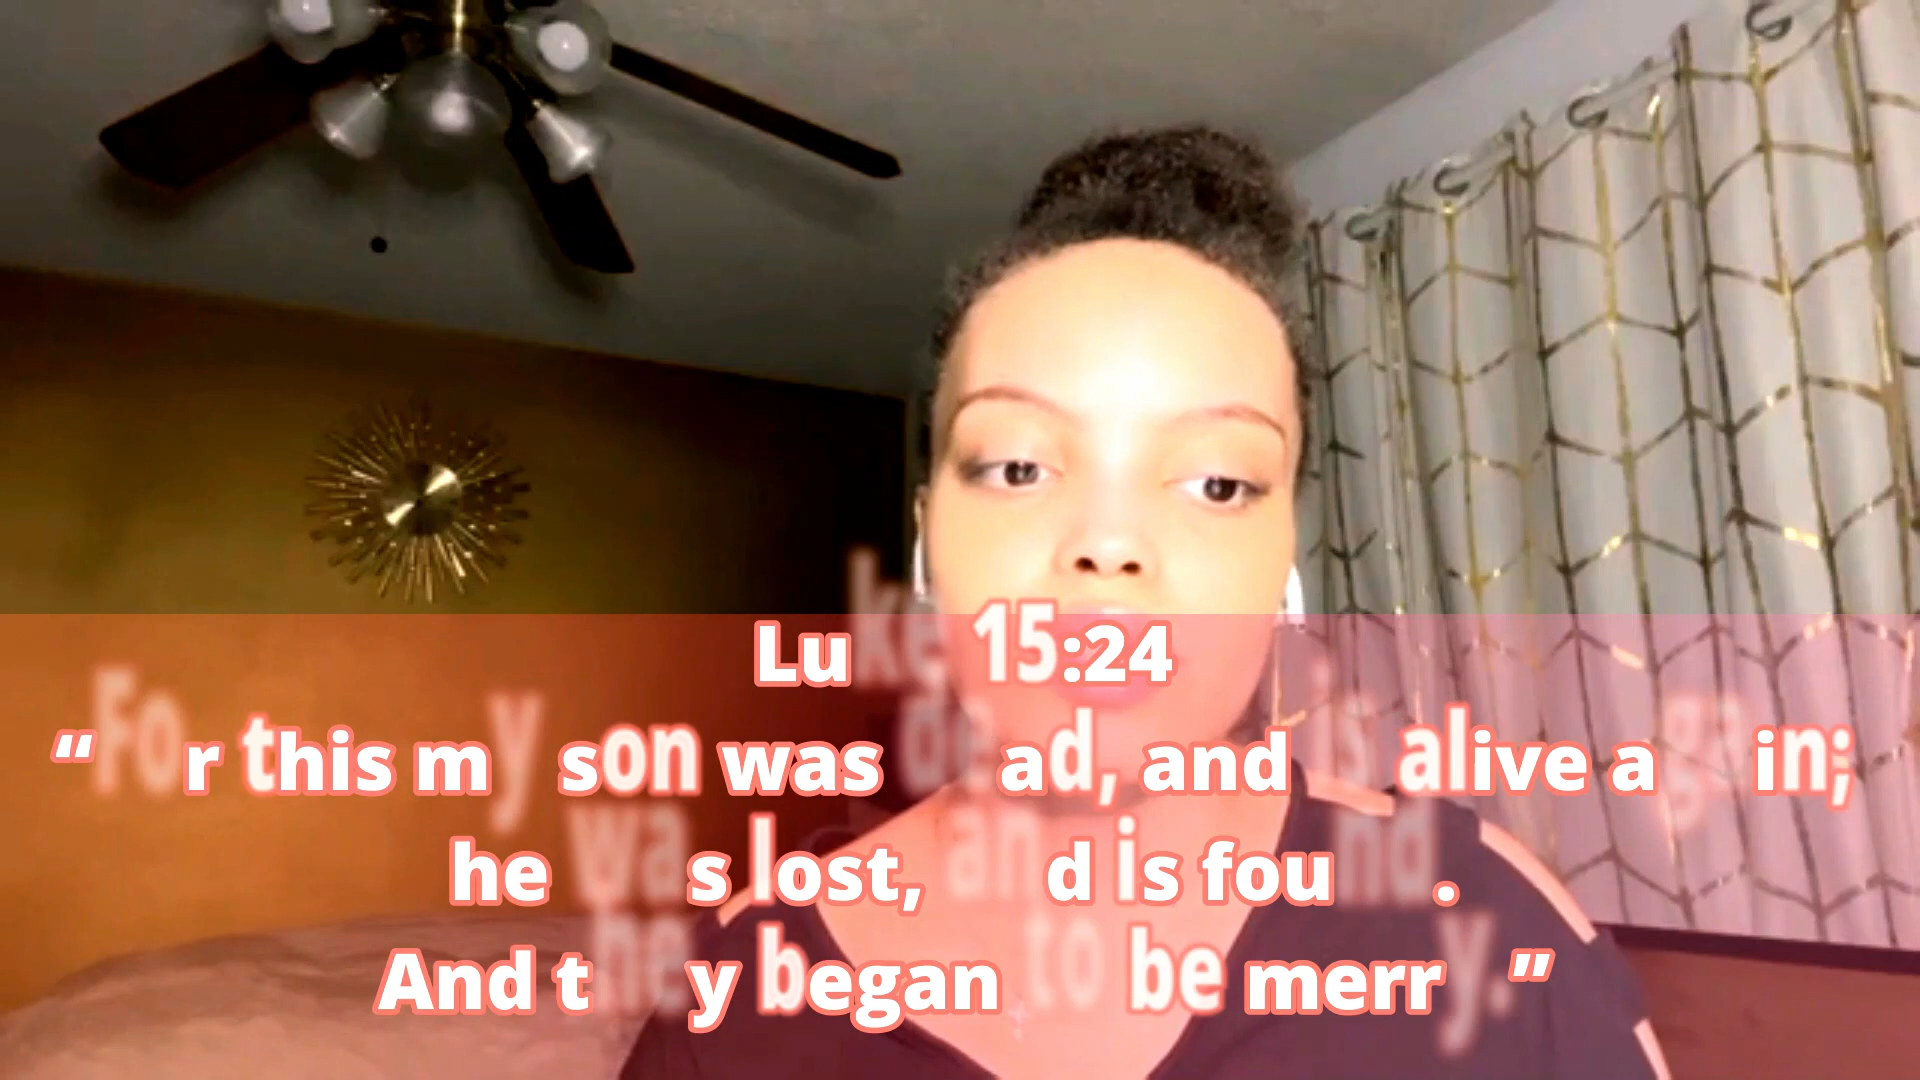 Luke 15:24
“For this my son was dead, and is alive again;
he was lost, and is found.
And they began to be merry.”